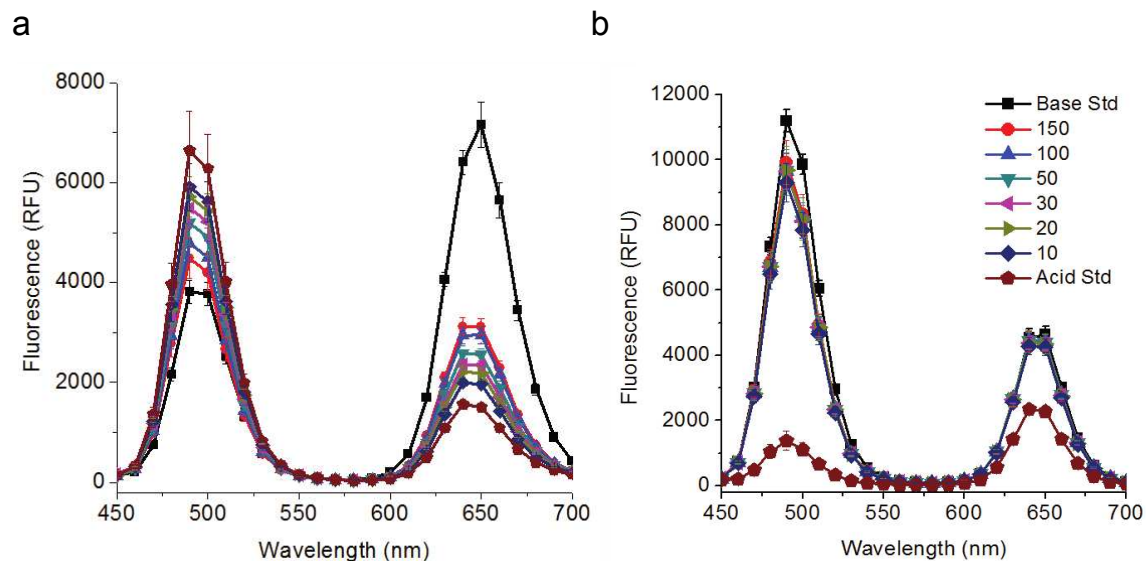 a
b
8000
6000
4000
2000
0
Fluorescence (RFU)
450 500 550 600 650 700
Wavelength (nm)
12000
10000
8000
6000
4000
2000
0
Fluorescence (RFU)
450 500 550 600 650 700
Wavelength (nm)
Base Std
150
100
50
30
20
10
Acid Std